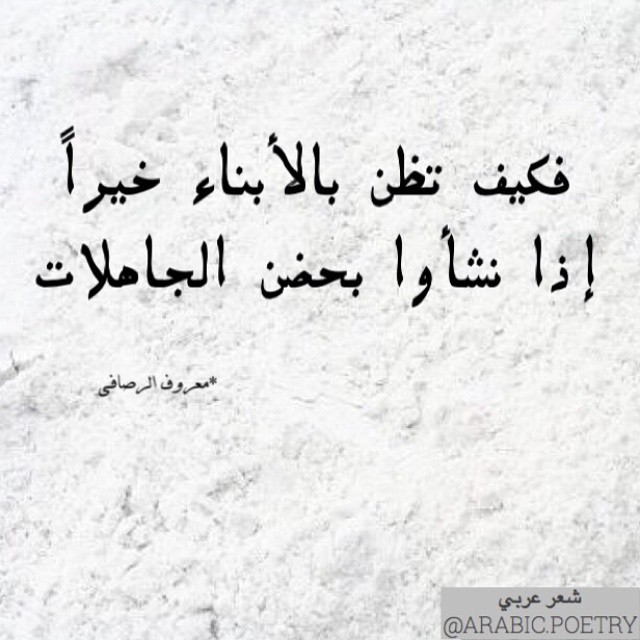 فكيف تظن بالأبناء خيراً
إذا نشأوا بحضن الجاهلات
*معروف الرصافي
شعر عربي
@ARABIC.POETRY